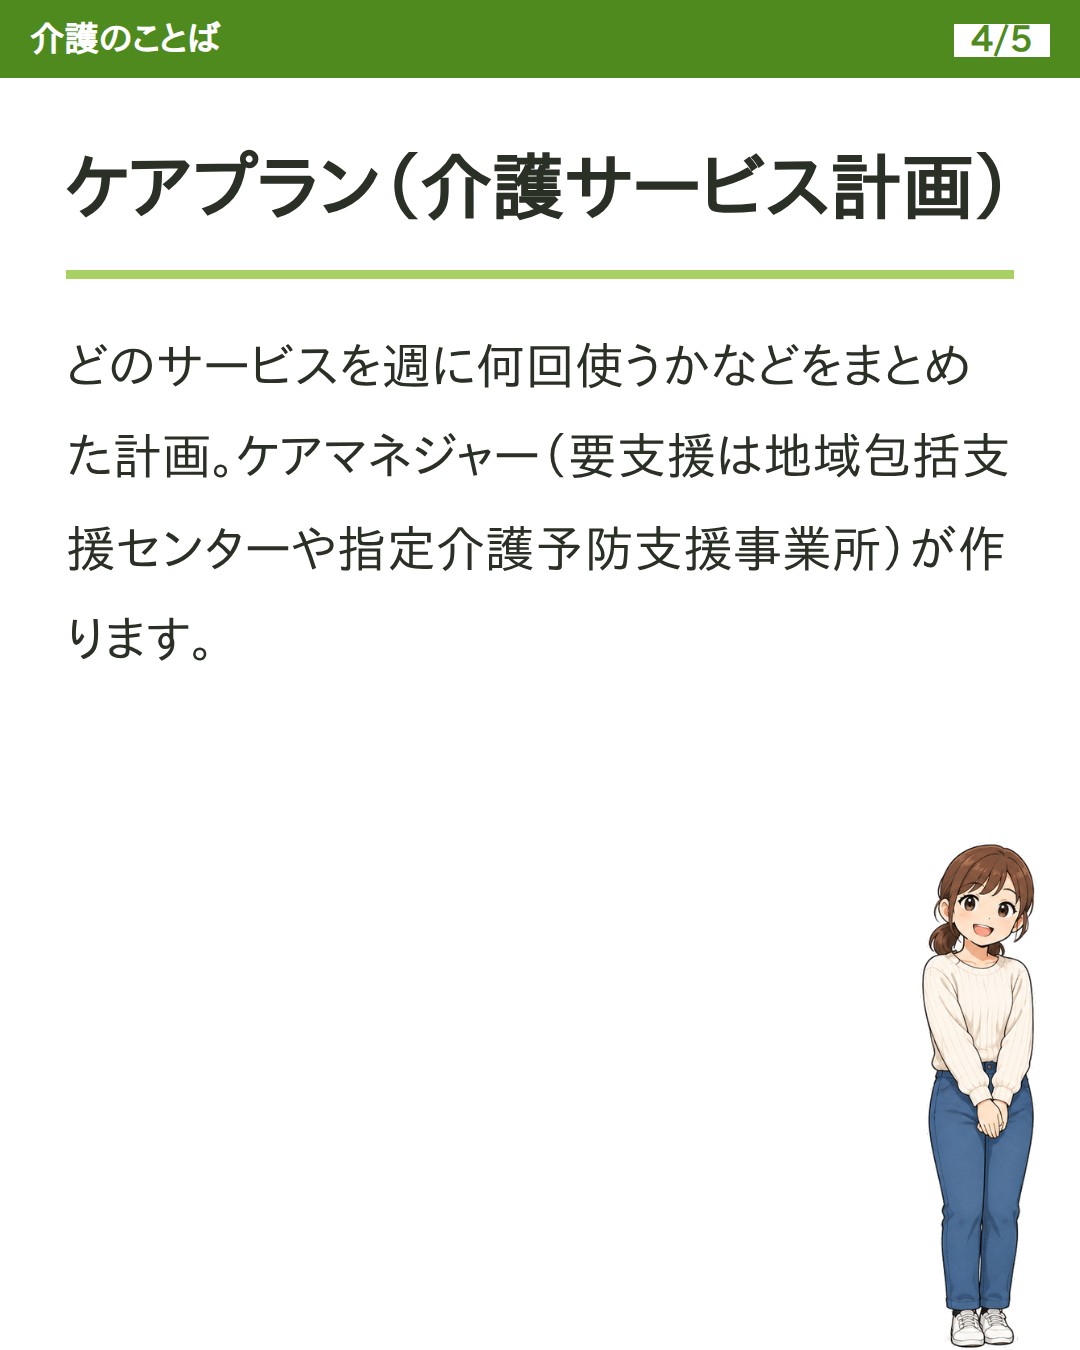 介護のことば
4/5
ケアプラン（介護サービス計画）
どのサービスを週に何回使うかなどをまとめ
た計画。ケアマネジャー（要支援は地域包括支
援センターや指定介護予防支援事業所）が作
ります。